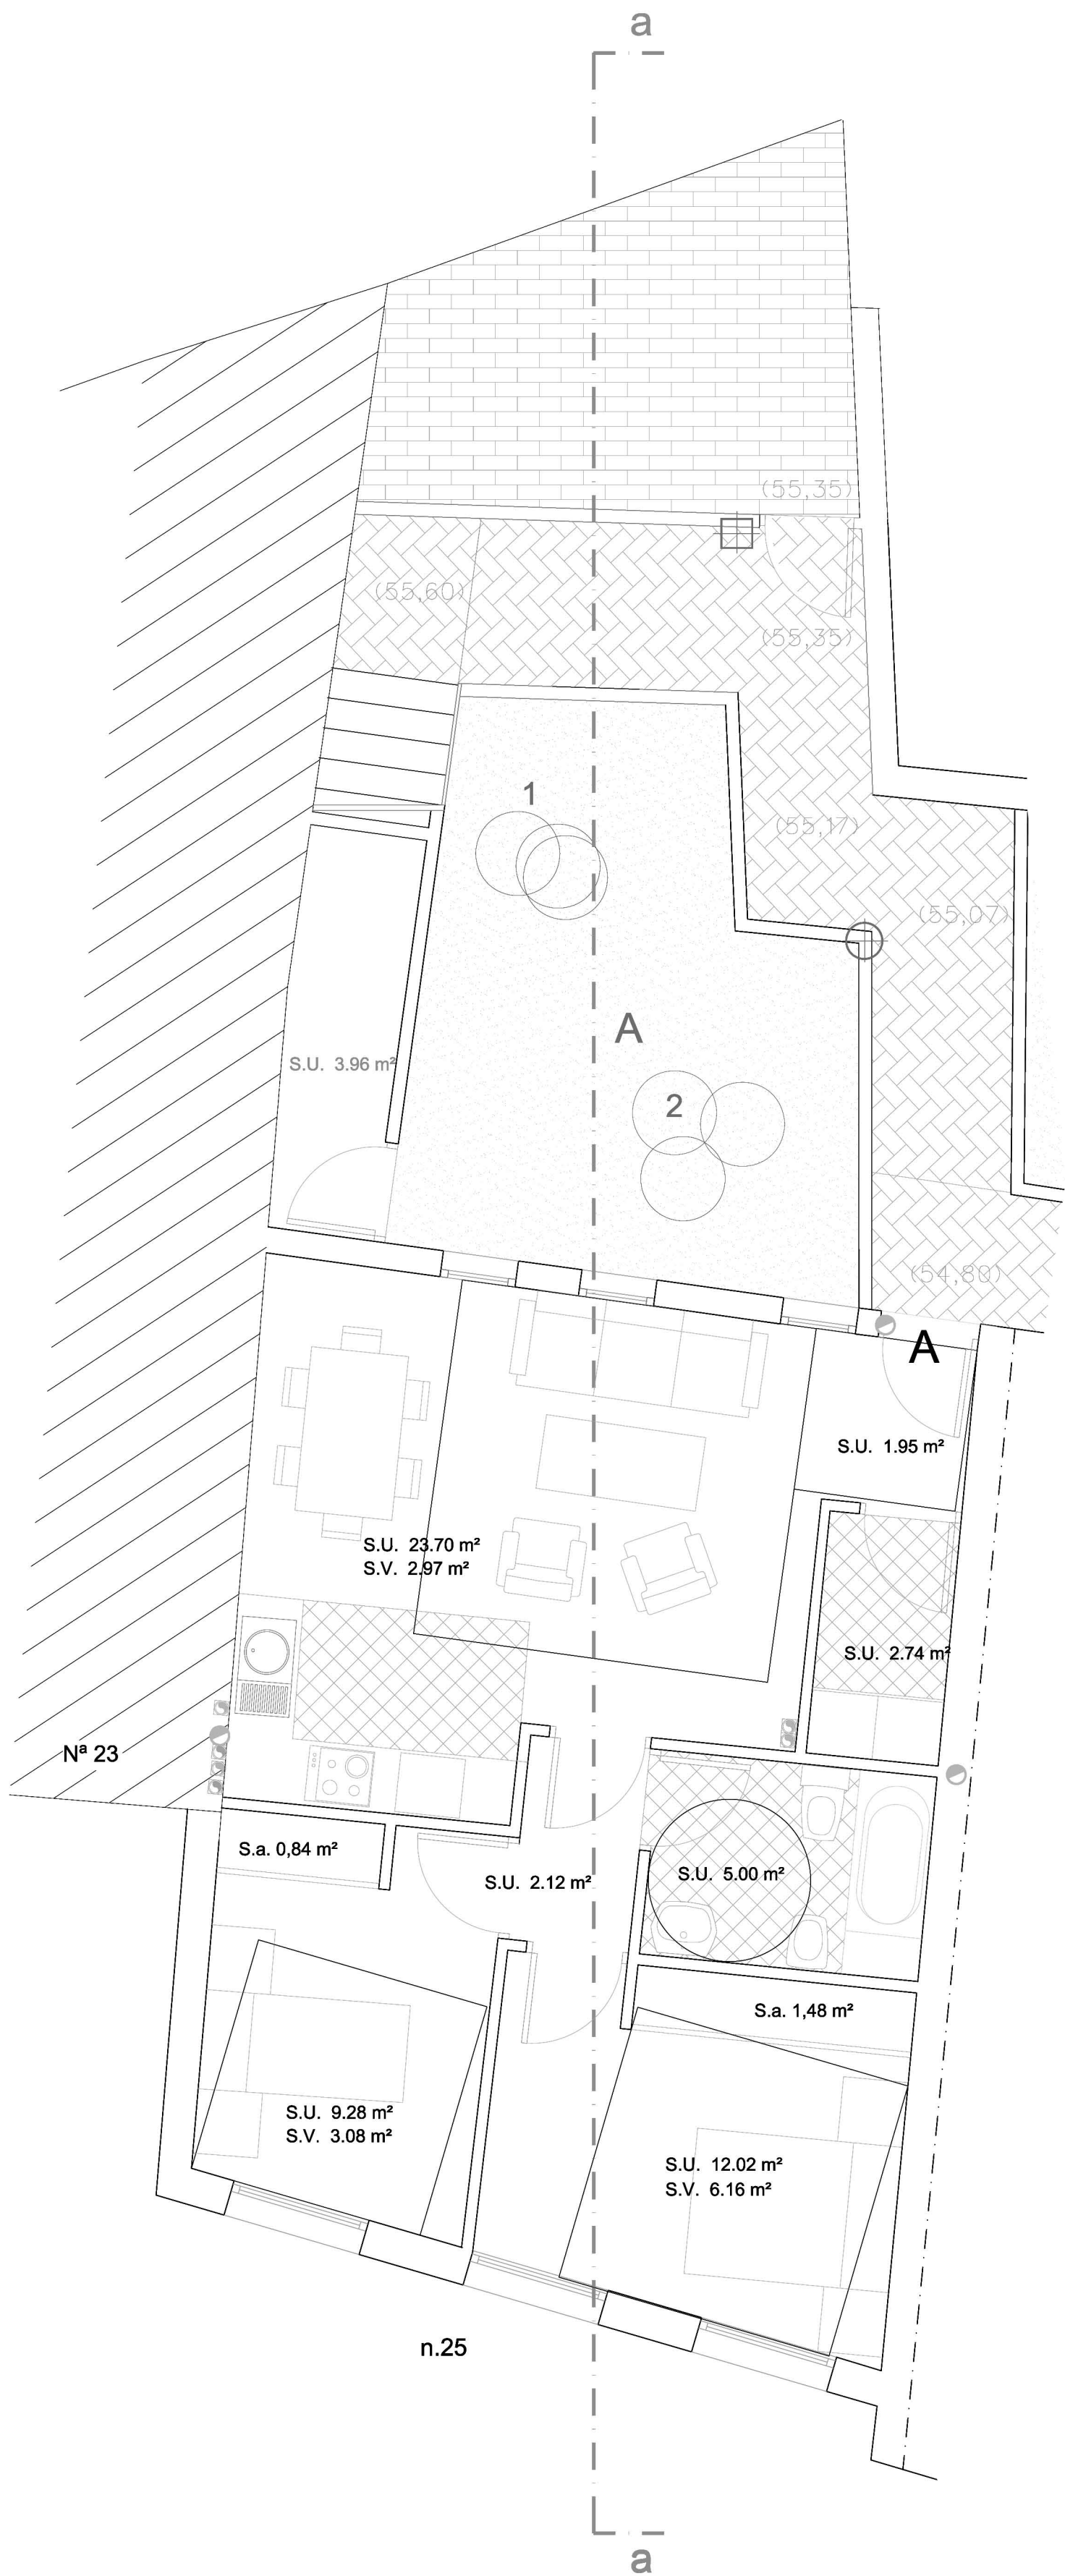 a
(55,35)
(55,60)
(55,35)
1
(55,17)
(55,07)
A
S.U. 3.96 m²
2
(54,80)
A
S.U. 1.95 m²
S.U. 23.70 m²
S.V. 2.97 m²
S.U. 2.74 m²
Nª 23
S.a. 0,84 m²
S.U. 2.12 m²
S.U. 5.00 m²
S.a. 1,48 m²
S.U. 9.28 m²
S.V. 3.08 m²
S.U. 12.02 m²
S.V. 6.16 m²
n.25
a